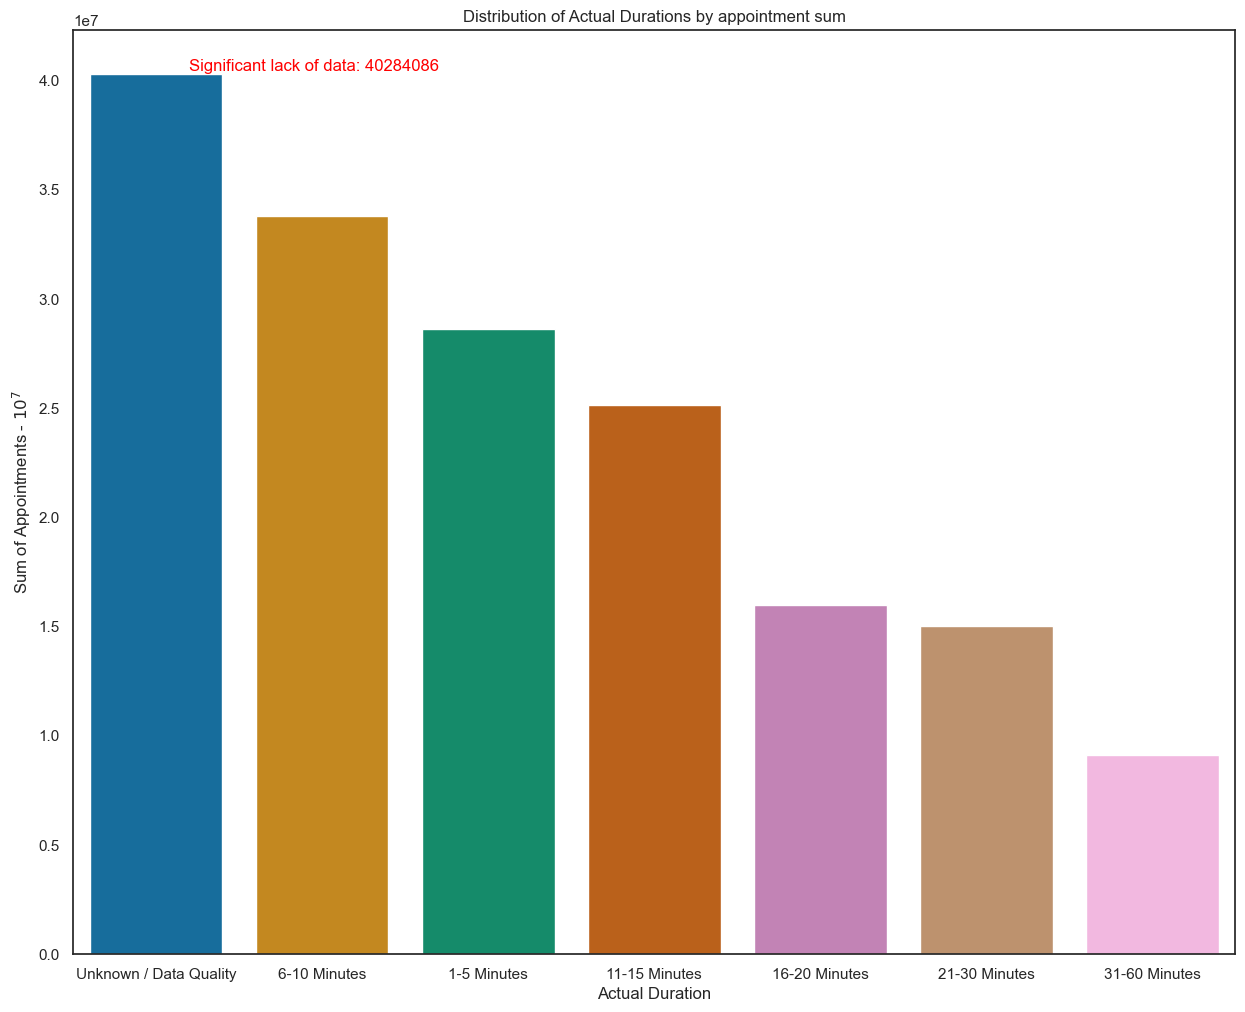 Distribution of Actual Durations by appointment sum
1e7
Significant lack of data: 40284086
4.0
3.5
3.0
2.5
2.0
1.5
1.0
0.5
0.0
Sum of Appointments - 10^7
Unknown / Data Quality
6-10 Minutes
1-5 Minutes
11-15 Minutes
16-20 Minutes
21-30 Minutes
31-60 Minutes
Actual Duration